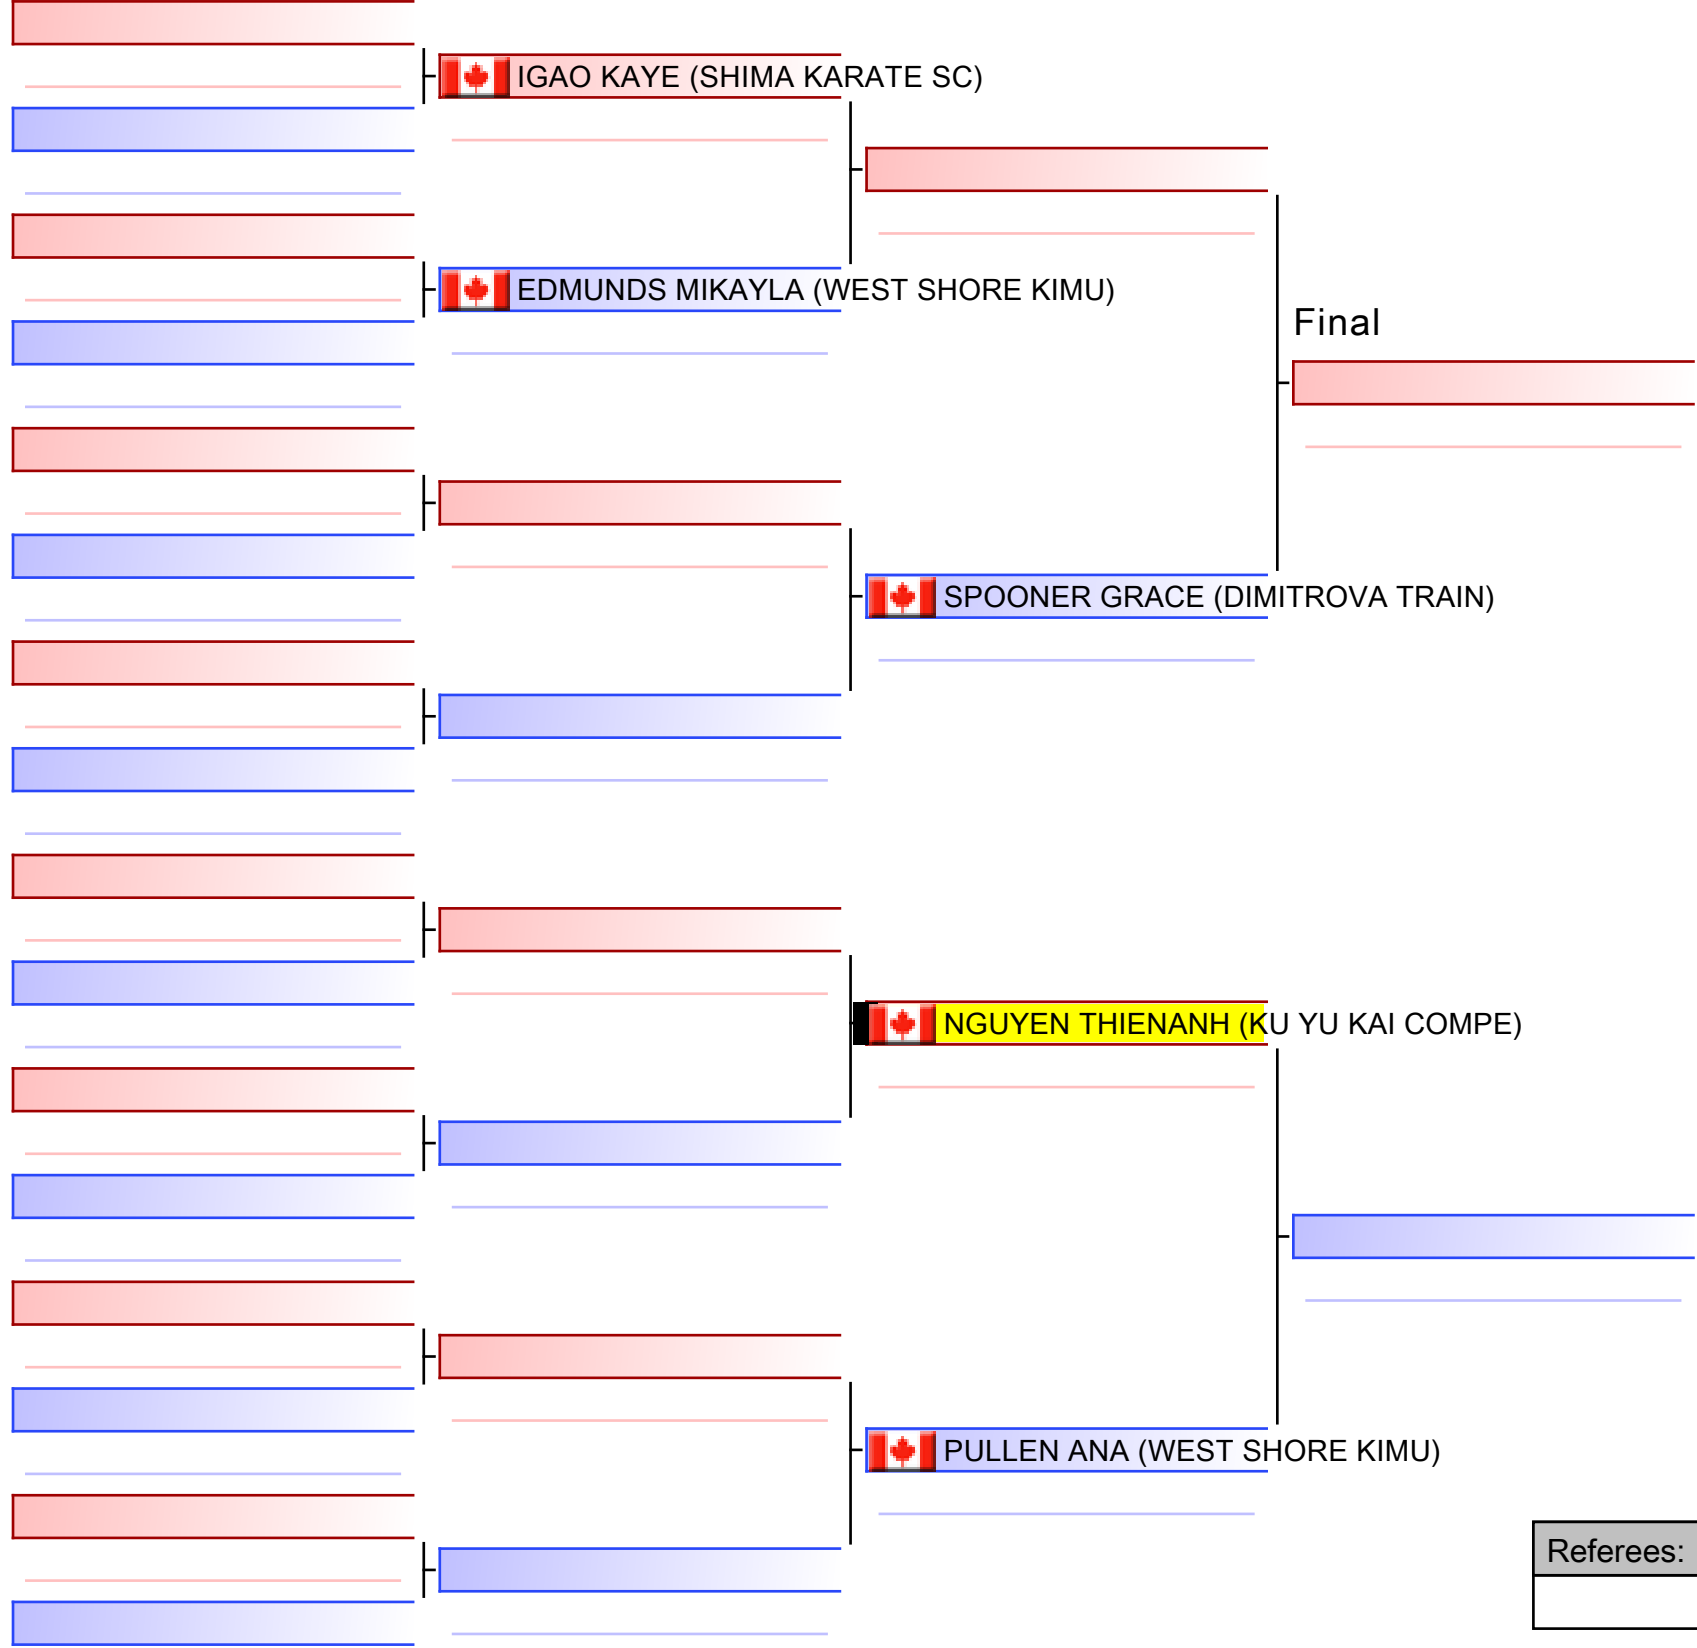 IGAO KAYE (SHIMA KARATE SC)
EDMUNDS MIKAYLA (WEST SHORE KIMU)
Final
SPOONER GRACE (DIMITROVA TRAIN)
NGUYEN THIENANH (KU YU KAI COMPE)
PULLEN ANA (WEST SHORE KIMU)
Referees: